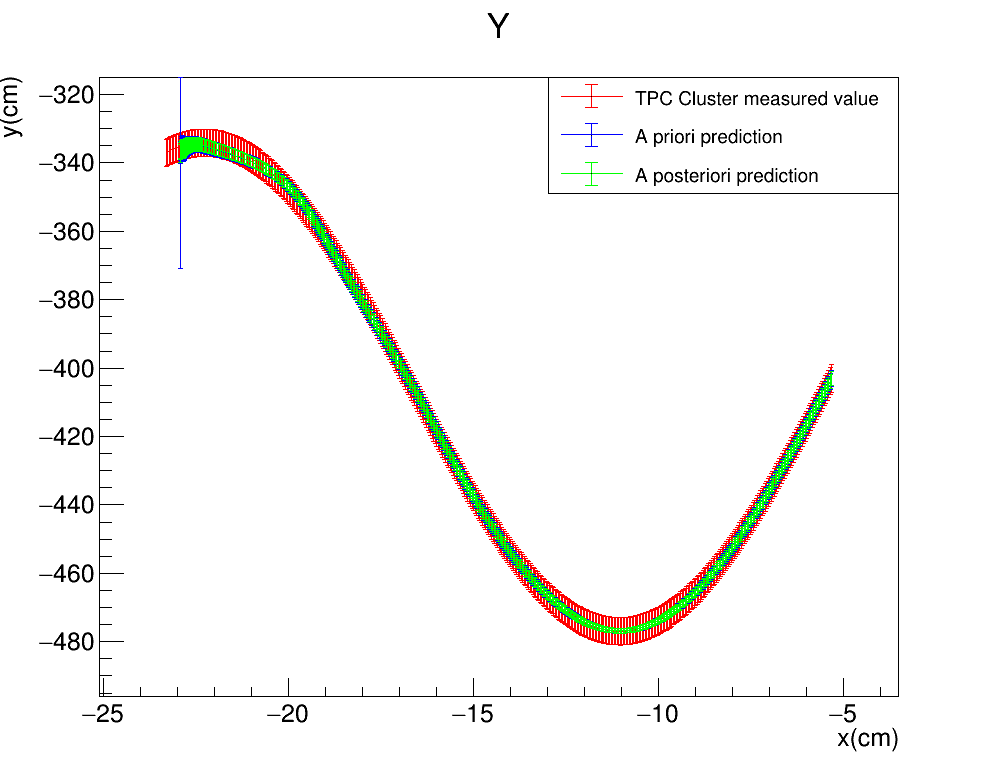 Y
y(cm)
TPC Cluster measured value
A priori prediction
A posteriori prediction
−320
−340
−360
−380
−400
−420
−440
−460
−480
−25
−20
−15
−10
−5
x(cm)